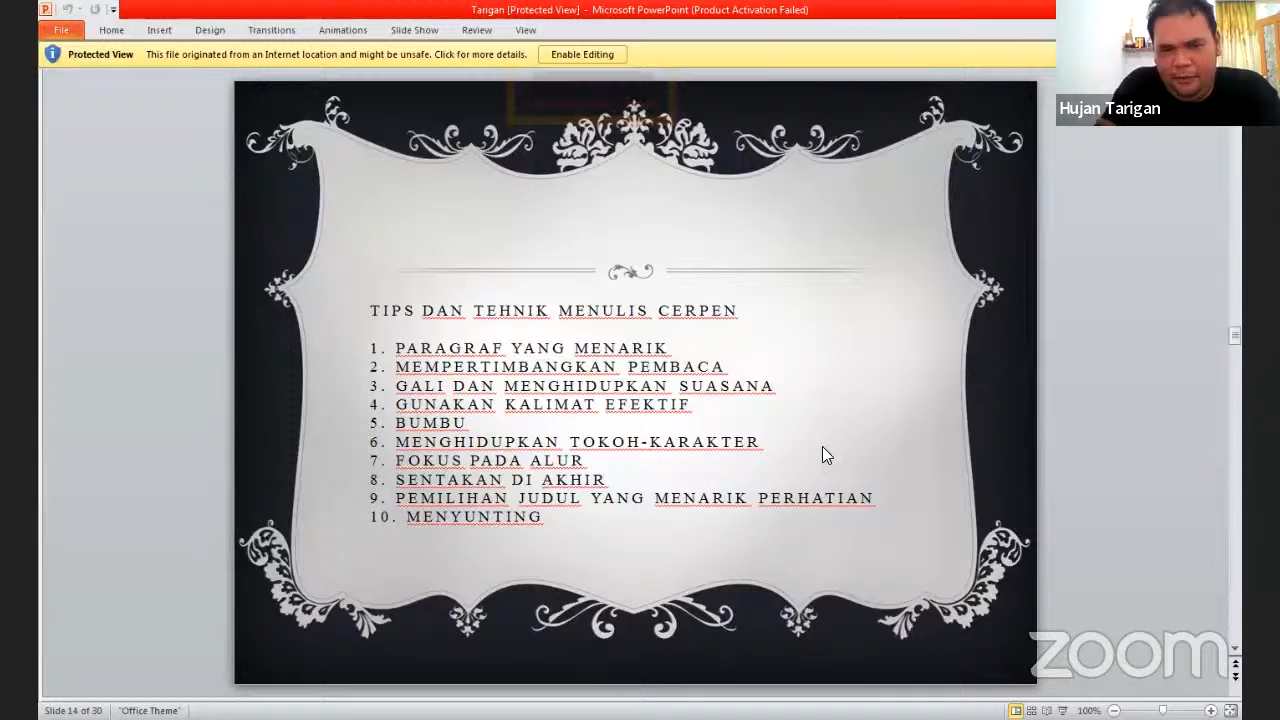 Tarigan [Protected View] - Microsoft PowerPoint (Product Activation Failed)
File Home Insert Design Transitions Animations Slide Show Review View
Protected View This file originated from an Internet location and might be unsafe. Click for more details. Enable Editing
Hujan Tarigan
TIPS DAN TEHNIK MENULIS CERPEN
1. PARAGRAF YANG MENARIK
2. MEMPERTIMBANGKAN PEMBACA
3. GALI DAN MENGHIDUPKAN SUASANA
4. GUNAKAN KALIMAT EFEKTIF
5. BUMBU
6. MENGHIDUPKAN TOKOH-KARAKTER
7. FOKUS PADA ALUR
8. SENTAKAN DI AKHIR
9. PEMILIHAN JUDUL YANG MENARIK PERHATIAN
10. MENYUNTING
zoom
Slide 14 of 30 "Office Theme" 100%